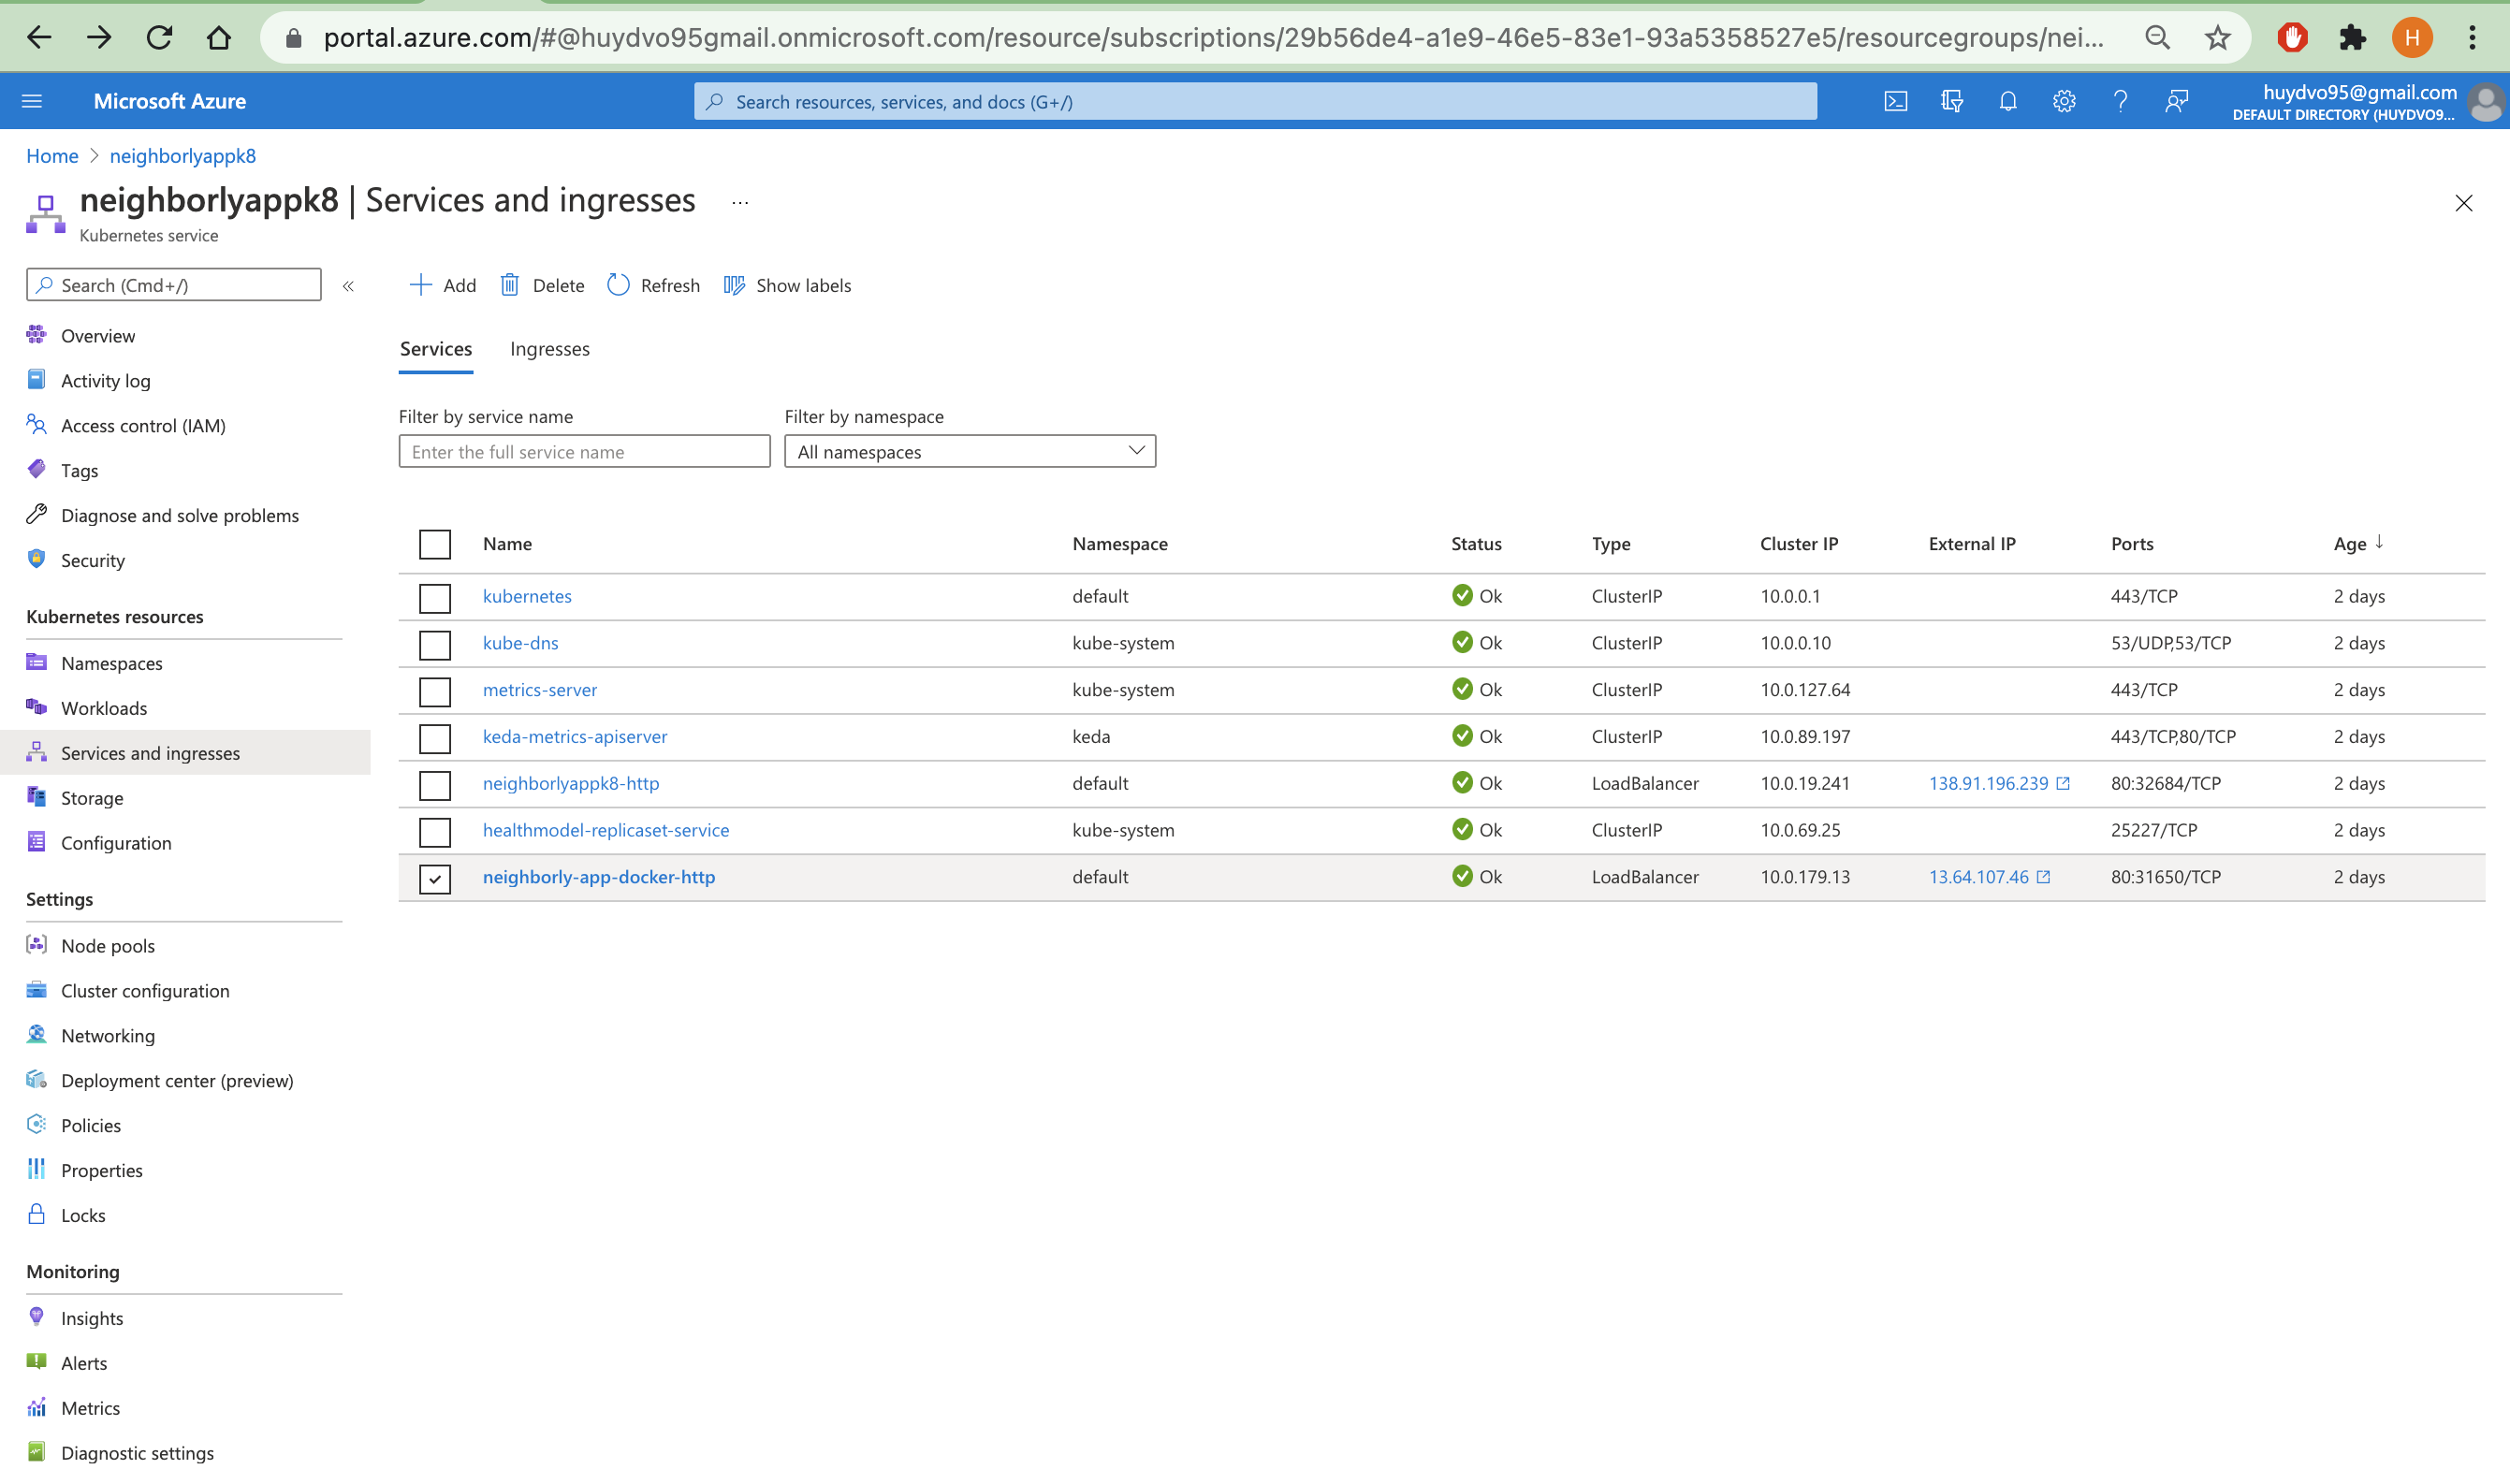 portal.azure.com/#@huydvo95gmail.onmicrosoft.com/resource/subscriptions/29b56de4-a1e9-46e5-83e1-93a5358527e5/resourcegroups/nei...
H
Microsoft Azure
Search resources, services, and docs (G+/)
huydvo95@gmail.com
DEFAULT DIRECTORY (HUYDVO9...
Home > neighborlyappk8
neighborlyappk8 | Services and ingresses ...
Kubernetes service
Search (Cmd+/)
«
Overview
Activity log
Access control (IAM)
Tags
Diagnose and solve problems
Security
Kubernetes resources
Namespaces
Workloads
Services and ingresses
Storage
Configuration
Settings
Node pools
Cluster configuration
Networking
Deployment center (preview)
Policies
Properties
Locks
Monitoring
Insights
Alerts
Metrics
Diagnostic settings
Add Delete Refresh Show labels
Services Ingresses
Filter by service name Filter by namespace
Enter the full service name All namespaces
Name Namespace Status Type Cluster IP External IP Ports Age ↓
kubernetes default Ok ClusterIP 10.0.0.1 443/TCP 2 days
kube-dns kube-system Ok ClusterIP 10.0.0.10 53/UDP,53/TCP 2 days
metrics-server kube-system Ok ClusterIP 10.0.127.64 443/TCP 2 days
keda-metrics-apiserver keda Ok ClusterIP 10.0.89.197 443/TCP,80/TCP 2 days
neighborlyappk8-http default Ok LoadBalancer 10.0.19.241 138.91.196.239 80:32684/TCP 2 days
healthmodel-replicaset-service kube-system Ok ClusterIP 10.0.69.25 25227/TCP 2 days
neighborly-app-docker-http default Ok LoadBalancer 10.0.179.13 13.64.107.46 80:31650/TCP 2 days